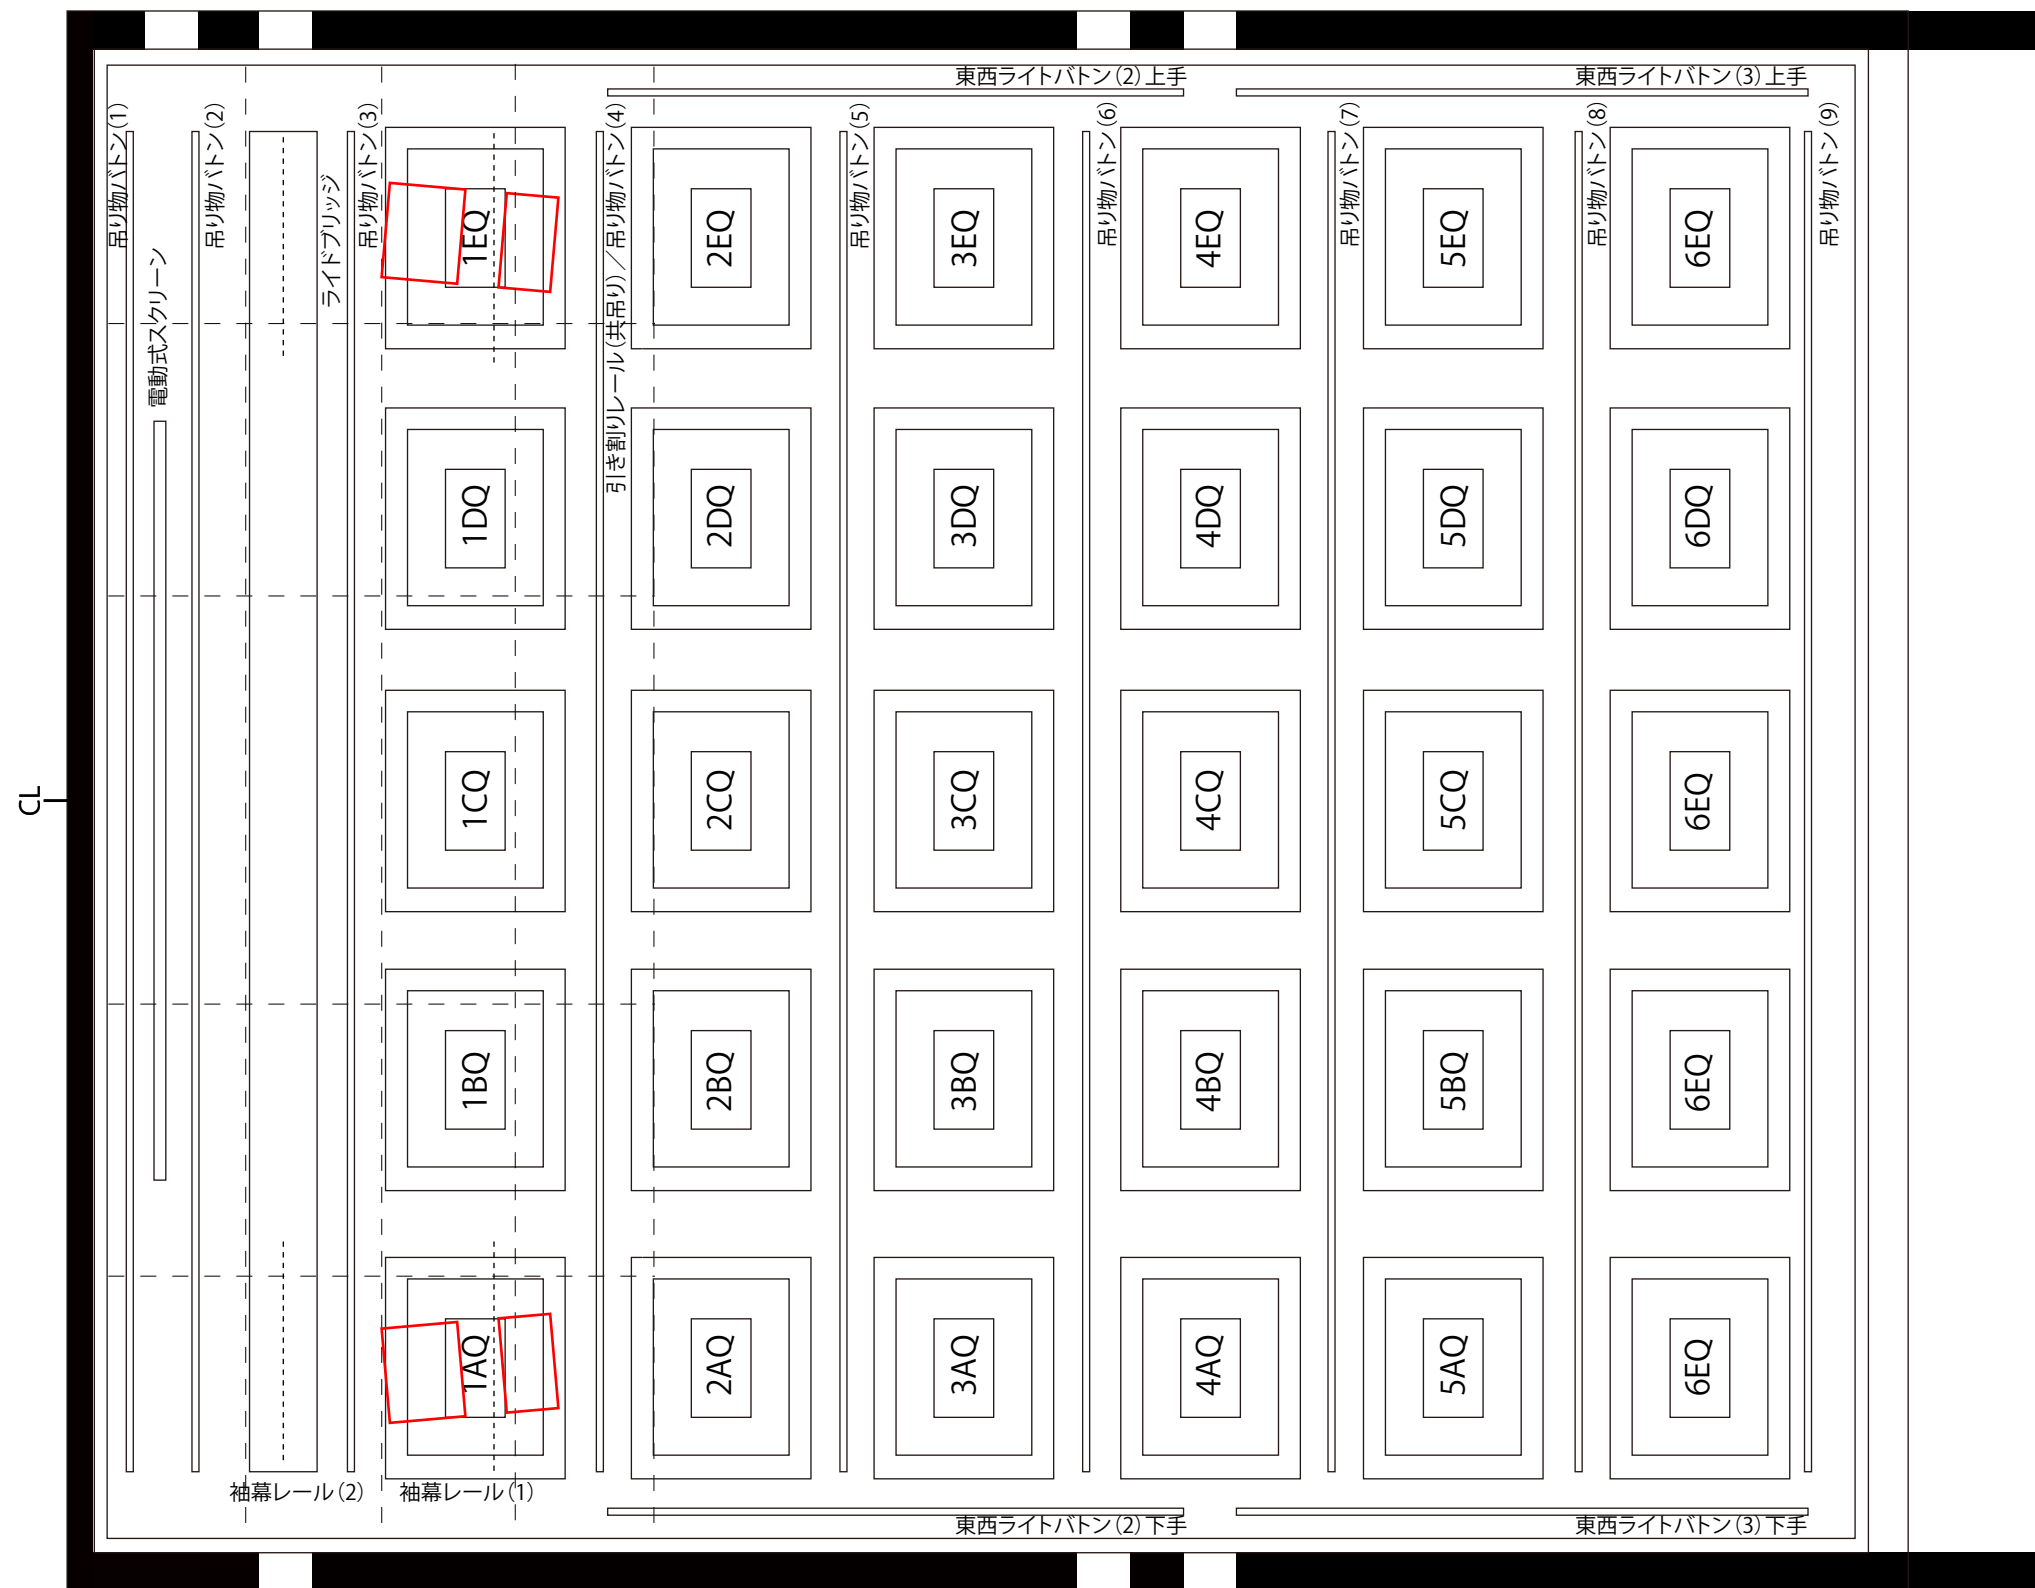 東西ライトバトン(2)上手
東西ライトバトン(3)上手
吊り物バトン(1)
吊り物バトン(2)
吊り物バトン(3)
引き割りレール(共吊り)／吊り物バトン(4)
吊り物バトン(5)
吊り物バトン(6)
吊り物バトン(7)
吊り物バトン(8)
吊り物バトン(9)
電動式スクリーン
ライドブリッジ
1EQ
2EQ
3EQ
4EQ
5EQ
6EQ
1DQ
2DQ
3DQ
4DQ
5DQ
6DQ
CL
1CQ
2CQ
3CQ
4CQ
5CQ
6EQ
1BQ
2BQ
3BQ
4BQ
5BQ
6EQ
1AQ
2AQ
3AQ
4AQ
5AQ
6EQ
袖幕レール(2)
袖幕レール(1)
東西ライトバトン(2)下手
東西ライトバトン(3)下手